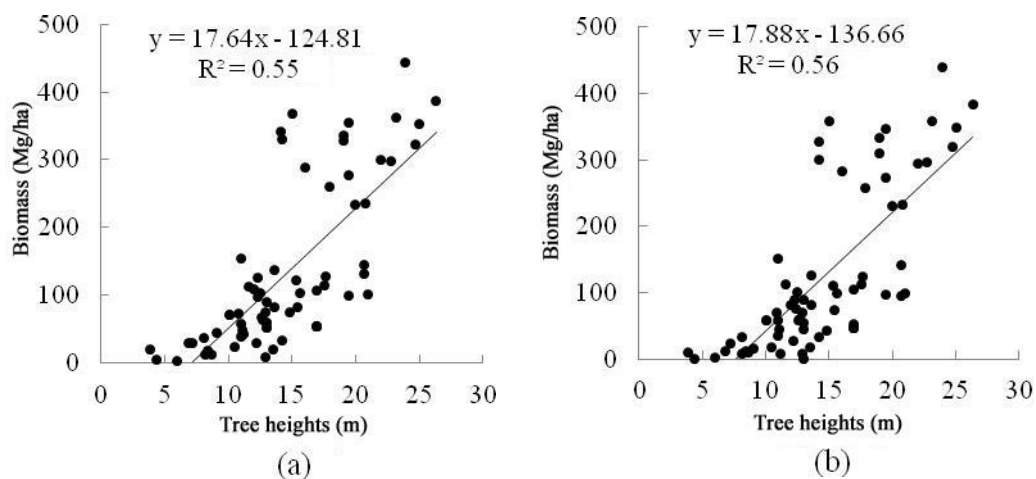 y = 17.64x - 124.81
R² = 0.55
500
400
300
200
100
0
Biomass (Mg/ha)
0 5 10 15 20 25 30
Tree heights (m)
(a)
y = 17.88x - 136.66
R² = 0.56
500
400
300
200
100
0
Biomass (Mg/ha)
0 5 10 15 20 25 30
Tree heights (m)
(b)